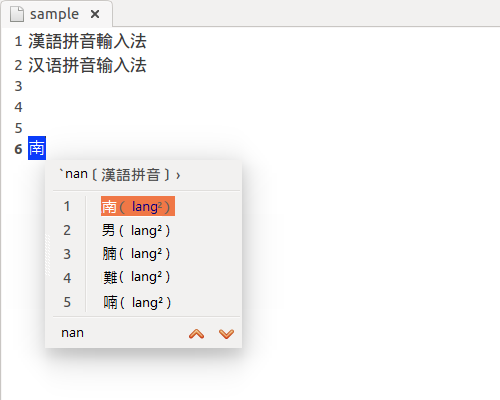 sample ×
1 漢語拼音輸入法
2 汉语拼音输入法
3
4
5
6 南
`nan〔漢語拼音〕›
1 南( lang²)
2 男( lang²)
3 腩( lang²)
4 難( lang²)
5 喃( lang²)
nan